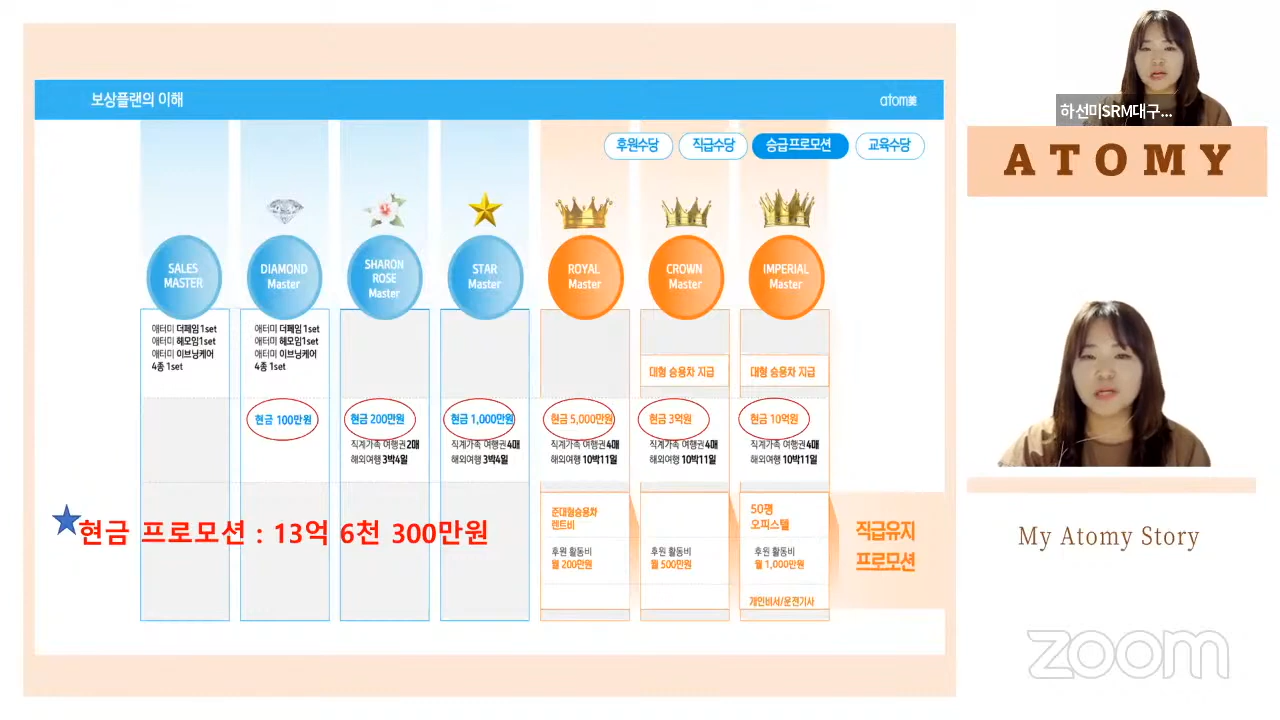 보상플랜의 이해
atom美
후원수당
직급수당
승급프로모션
교육수당
SALES
MASTER
DIAMOND
Master
SHARON
ROSE
Master
STAR
Master
ROYAL
Master
CROWN
Master
IMPERIAL
Master
애터미 더페임 1set
애터미 헤모임 1set
애터미 이브닝케어
4종 1set
애터미 더페임 1set
애터미 헤모임 1set
애터미 이브닝케어
4종 1set
대형 승용차 지급
대형 승용차 지급
현금 100만원
현금 200만원
현금 1,000만원
현금 5,000만원
현금 3억원
현금 10억원
직계가족 여행권 2매
해외여행 3박4일
직계가족 여행권 4매
해외여행 3박4일
직계가족 여행권 4매
해외여행 10박11일
직계가족 여행권 4매
해외여행 10박11일
직계가족 여행권 4매
해외여행 10박11일
현금 프로모션 : 13억 6천 300만원
준대형승용차
렌트비
후원 활동비
월 200만원
후원 활동비
월 500만원
50평
오피스텔
후원 활동비
월 1,000만원
개인비서/운전기사
직급유지
프로모션
하선미SRM대구...
ATOMY
My Atomy Story
zoom